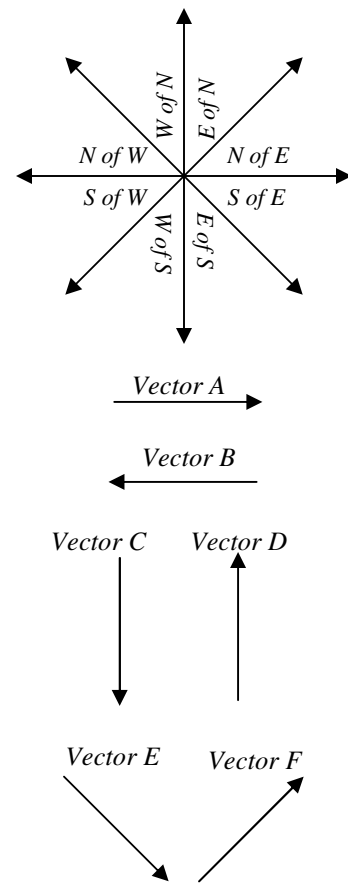 W of N
E of N
N of W
N of E
S of W
S of E
W of S
E of S
Vector A
Vector B
Vector C
Vector D
Vector E
Vector F